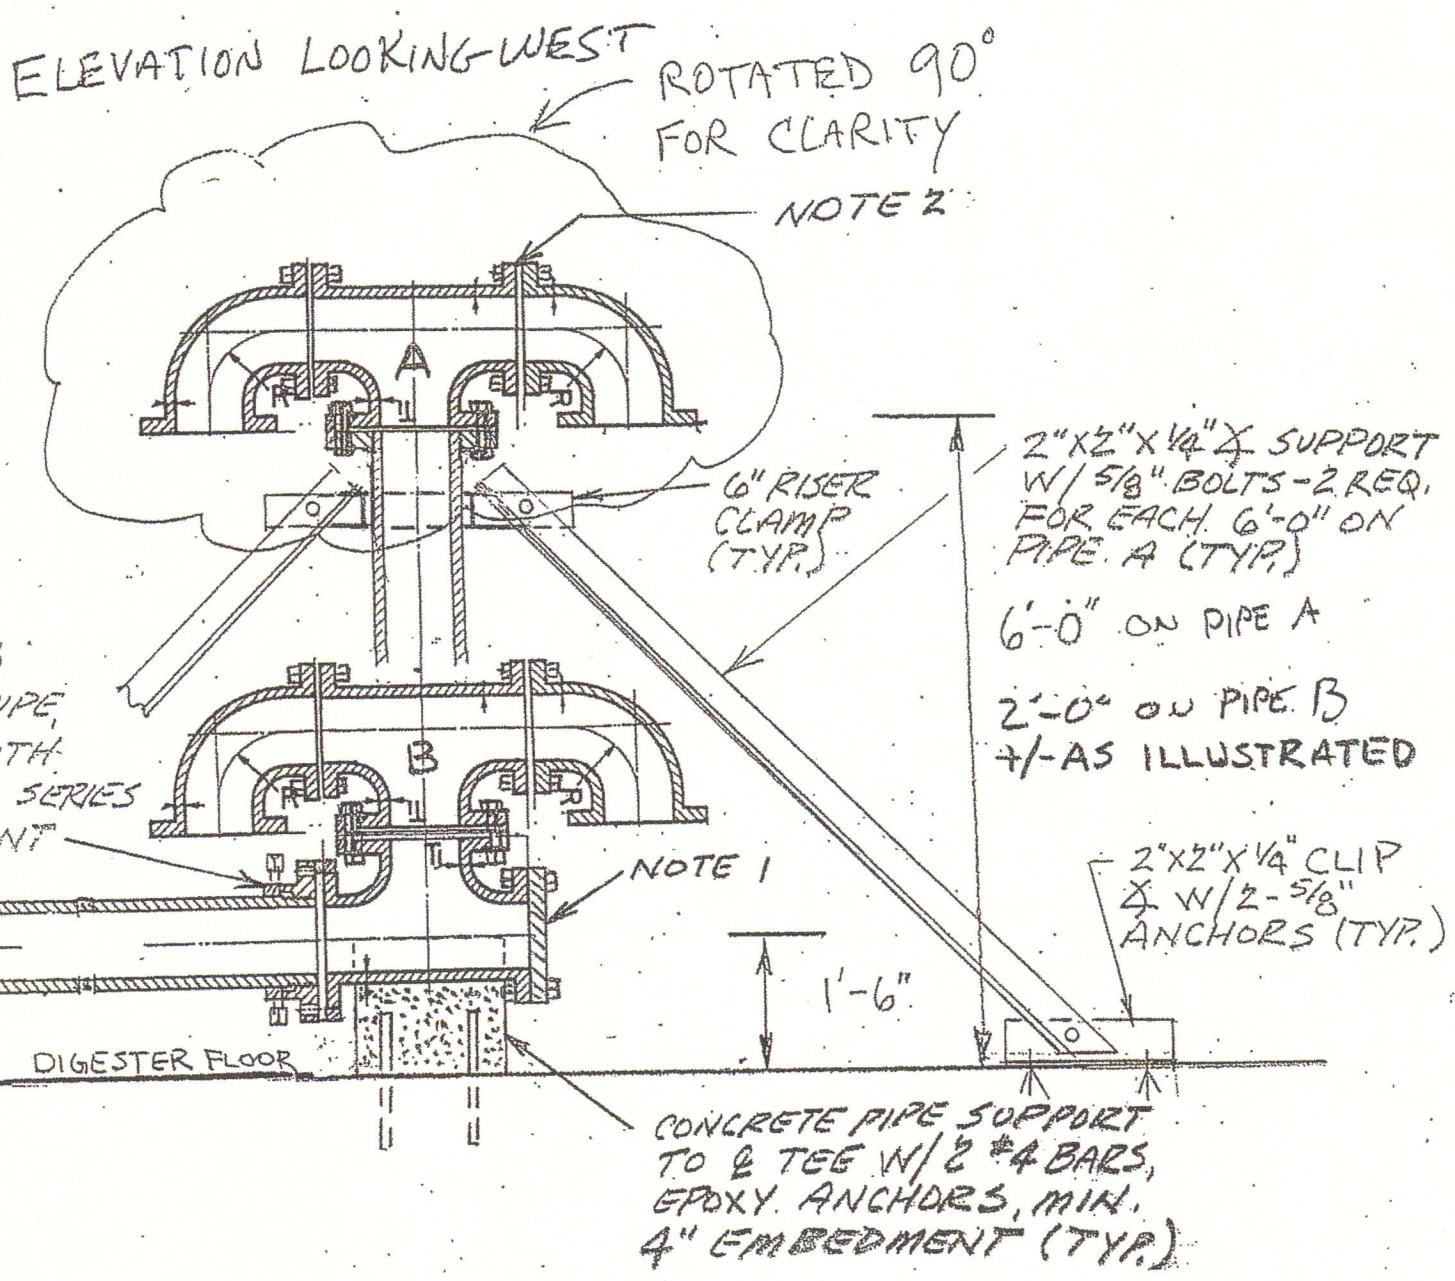 ELEVATION LOOKING WEST
ROTATED 90°
FOR CLARITY
NOTE 2
A
R
R
6" RISER
CLAMP
(TYP.)
2"X2"X1/4"∡ SUPPORT
W/ 5/8" BOLTS-2 REQ.
FOR EACH. 6'-0" ON
PIPE. A (TYP.)
6'-0" ON PIPE A
2'-0" ON PIPE. B
+/-AS ILLUSTRATED
SERIES
B
R
R
NOTE 1
2"X2"X1/4" CLIP
∡ W/2-5/8"
ANCHORS (TYP.)
1'-6"
DIGESTER FLOOR
CONCRETE PIPE SUPPORT
TO ℄ TEE W/2 #4 BARS,
EPOXY. ANCHORS, MIN.
4" EMBEDMENT (TYP.)